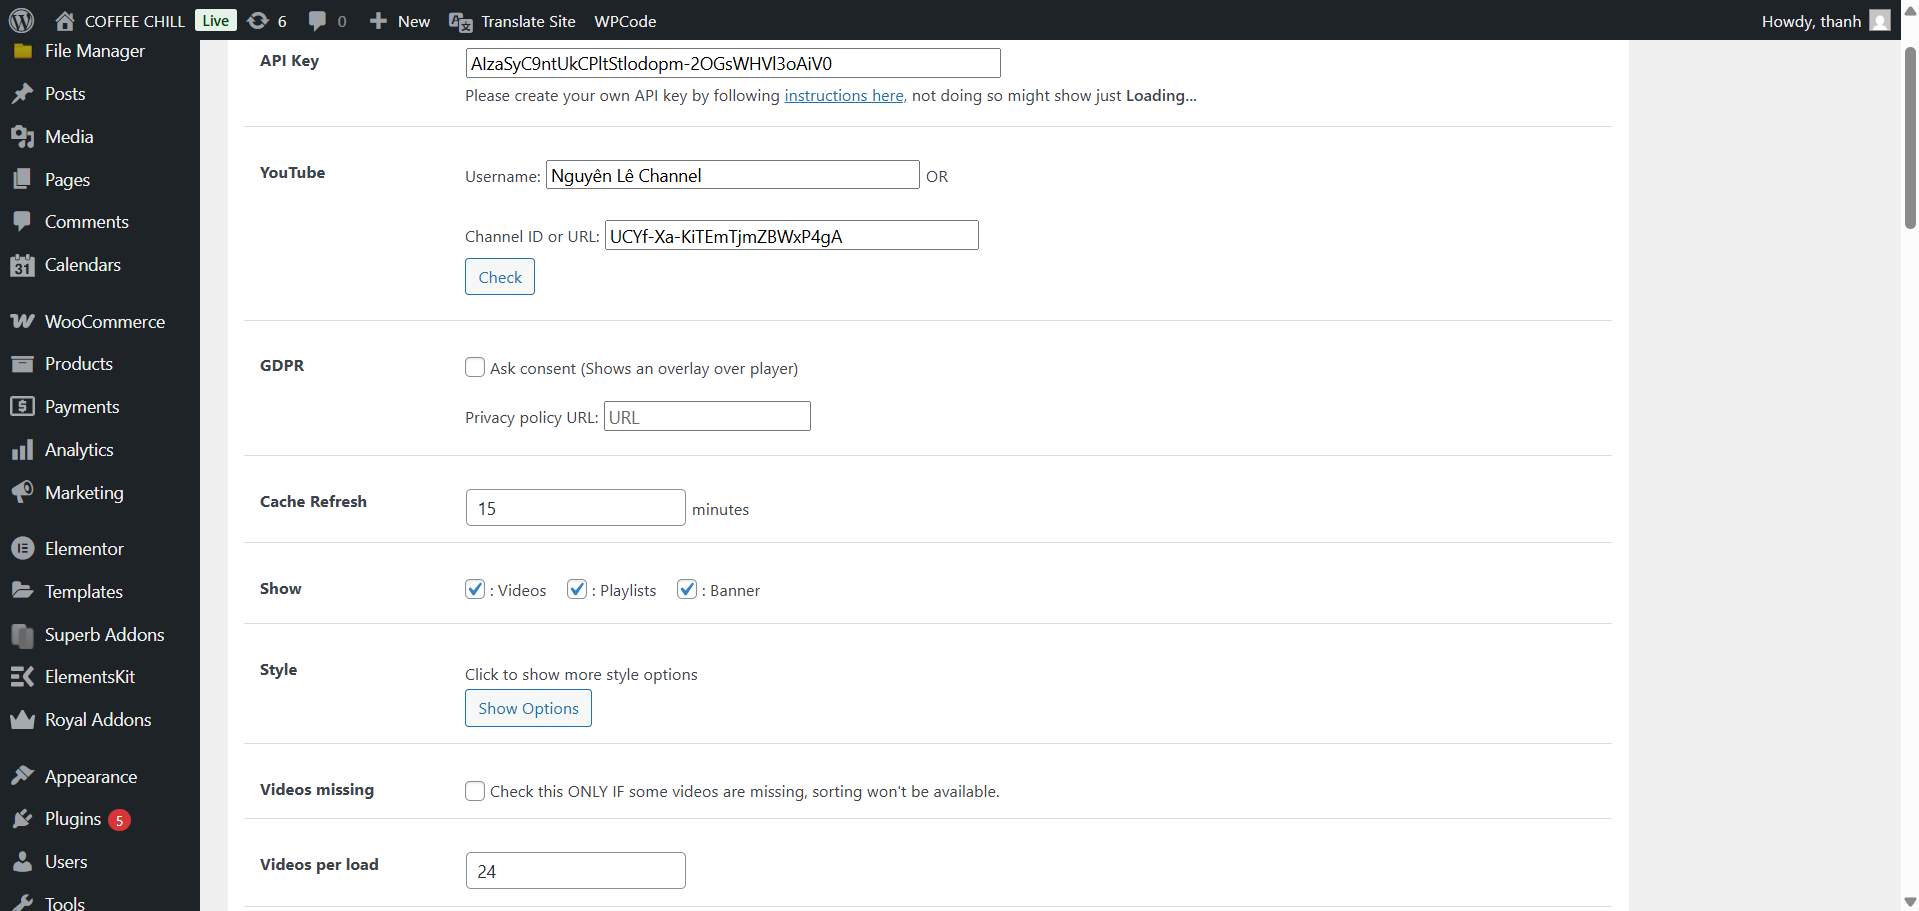 COFFEE CHILL Live 6 0 New Translate Site WPCode Howdy, thanh
File Manager
Posts
Media
Pages
Comments
Calendars
WooCommerce
Products
Payments
Analytics
Marketing
Elementor
Templates
Superb Addons
ElementsKit
Royal Addons
Appearance
Plugins 5
Users
Tools
API Key AIzaSyC9ntUkCPltStlodopm-2OGsWHVl3oAiV0
Please create your own API key by following instructions here, not doing so might show just Loading...
YouTube Username: Nguyên Lê Channel OR
Channel ID or URL: UCYf-Xa-KiTEmTjmZBWxP4gA
Check
GDPR Ask consent (Shows an overlay over player)
Privacy policy URL: URL
Cache Refresh 15 minutes
Show : Videos : Playlists : Banner
Style Click to show more style options
Show Options
Videos missing Check this ONLY IF some videos are missing, sorting won't be available.
Videos per load 24